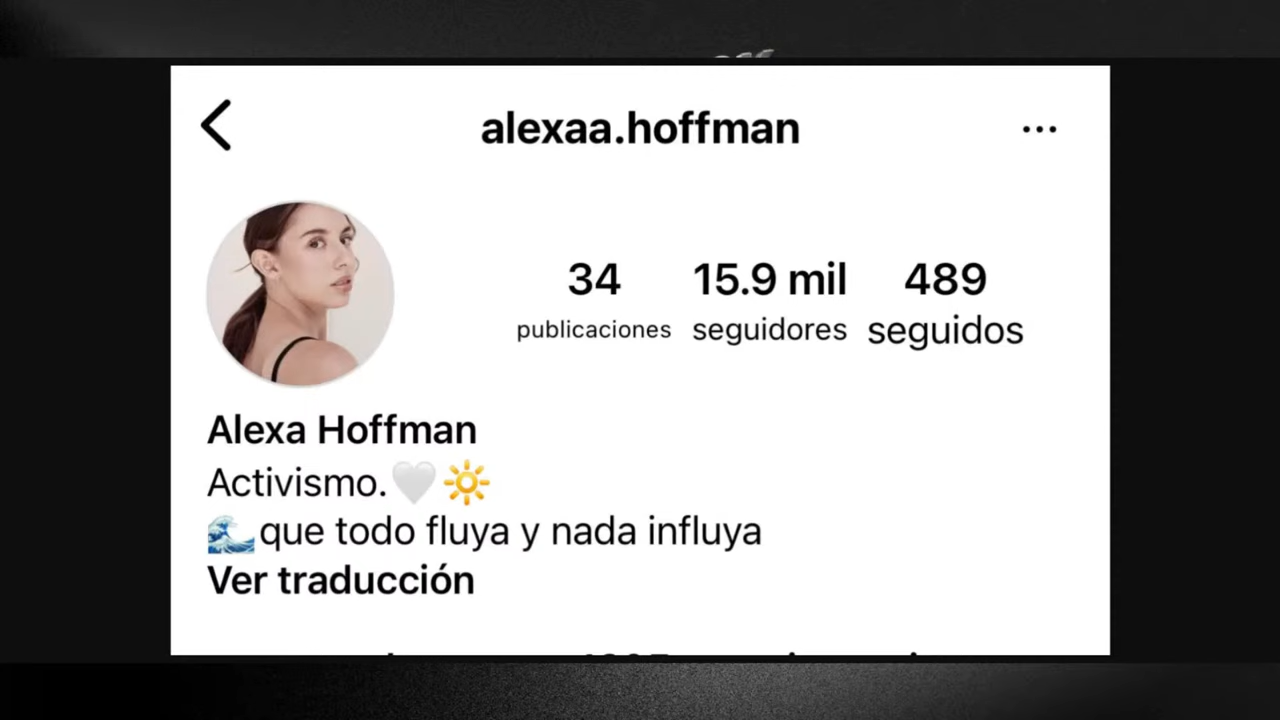 alexaa.hoffman
34 15.9 mil 489
publicaciones seguidores seguidos
Alexa Hoffman
Activismo.🤍🔆
🌊que todo fluya y nada influya
Ver traducción